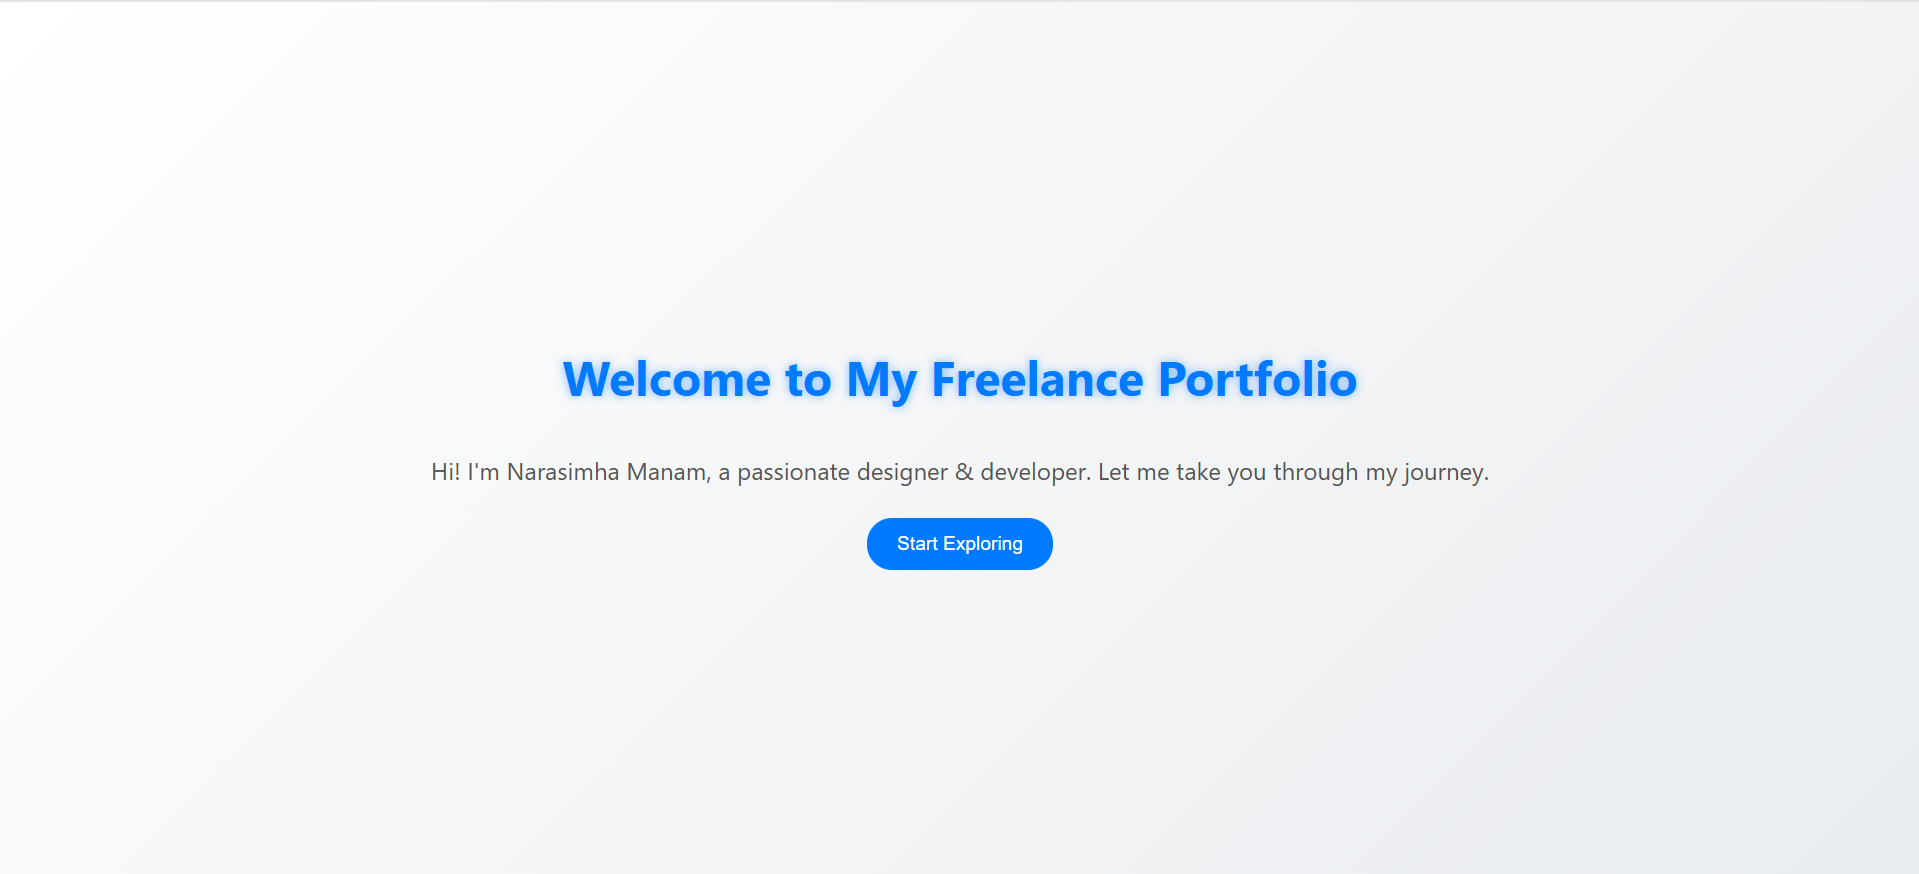 Welcome to My Freelance Portfolio
Hi! I'm Narasimha Manam, a passionate designer & developer. Let me take you through my journey.
Start Exploring